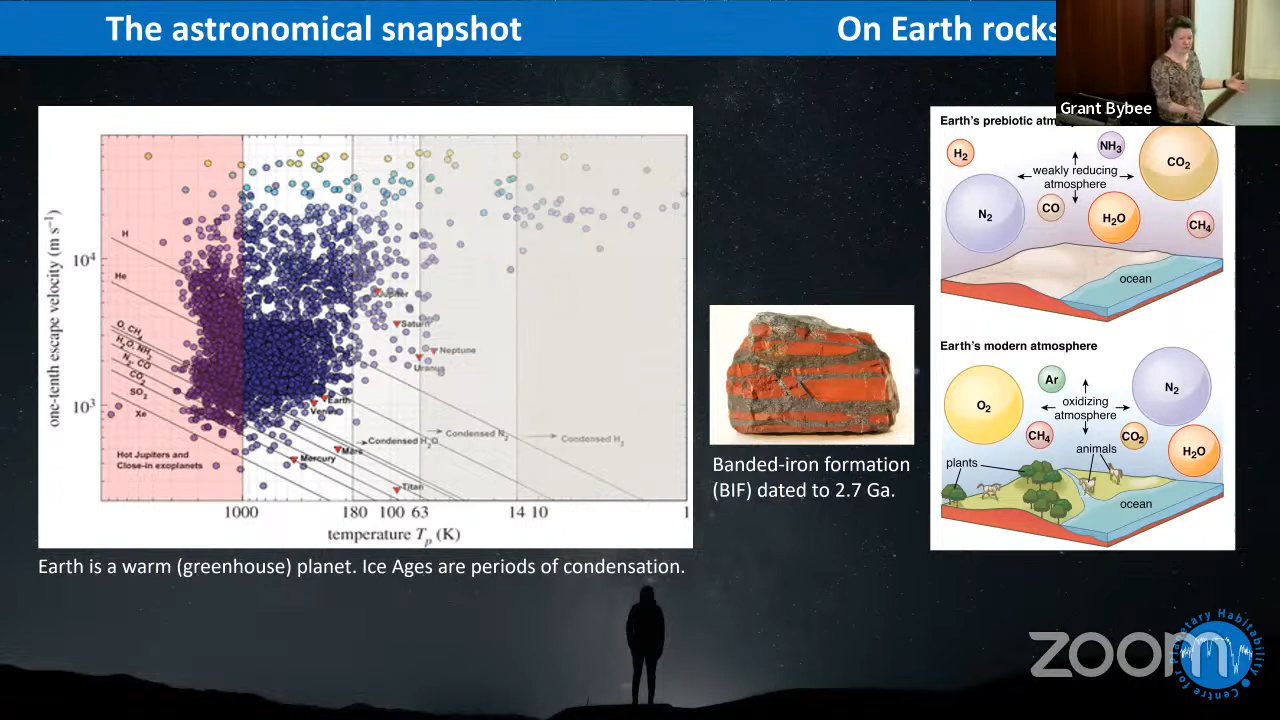 The astronomical snapshot
On Earth rocks
Grant Bybee
one-tenth escape velocity (m s⁻¹)
10⁴
10³
H
He
O, CH₄
H₂O, NH₃
N₂, CO
CO₂
SO₂
Xe
Hot Jupiters and
Close-in exoplanets
Jupiter
Saturn
Neptune
Uranus
Earth
Venus
Mars
Mercury
Titan
Condensed H₂O
Condensed N₂
Condensed H₂
1000 180 100 63 14 10 1
temperature Tₚ (K)
Earth is a warm (greenhouse) planet. Ice Ages are periods of condensation.
Banded-iron formation
(BIF) dated to 2.7 Ga.
Earth's prebiotic atm
H₂
NH₃
CO₂
weakly reducing
atmosphere
N₂
CO
H₂O
CH₄
ocean
Earth's modern atmosphere
Ar
N₂
O₂
oxidizing
atmosphere
CH₄
CO₂
H₂O
animals
plants
ocean
zoom
Centre for Planetary Habitability